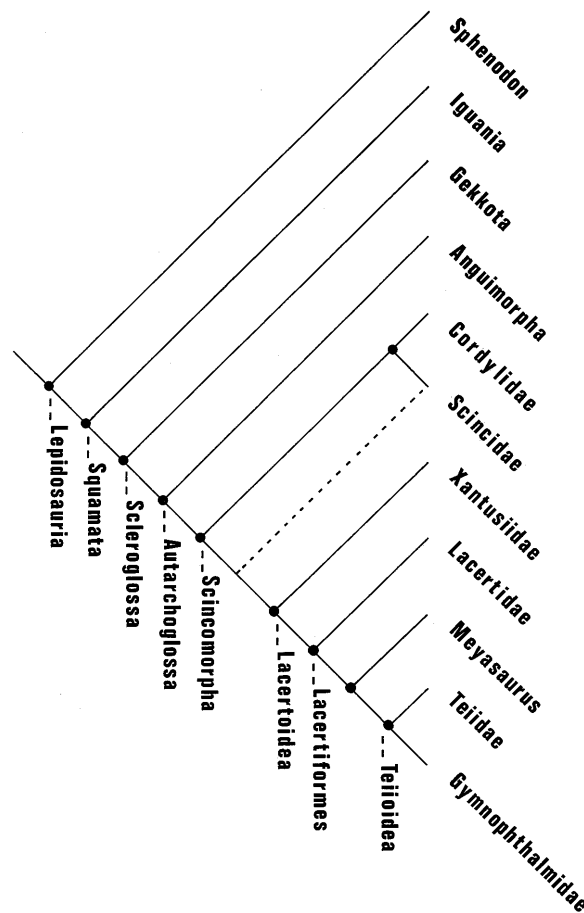 Sphenodon
Iguania
Gekkota
Anguimorpha
Cordylidae
Scincidae
Xantusiidae
Lacertidae
Meyasaurus
Teiidae
Gymnophthalmidae
Lepidosauria
Squamata
Scleroglossa
Autarchoglossa
Scincomorpha
Lacertoidea
Lacertiformes
Teiioidea